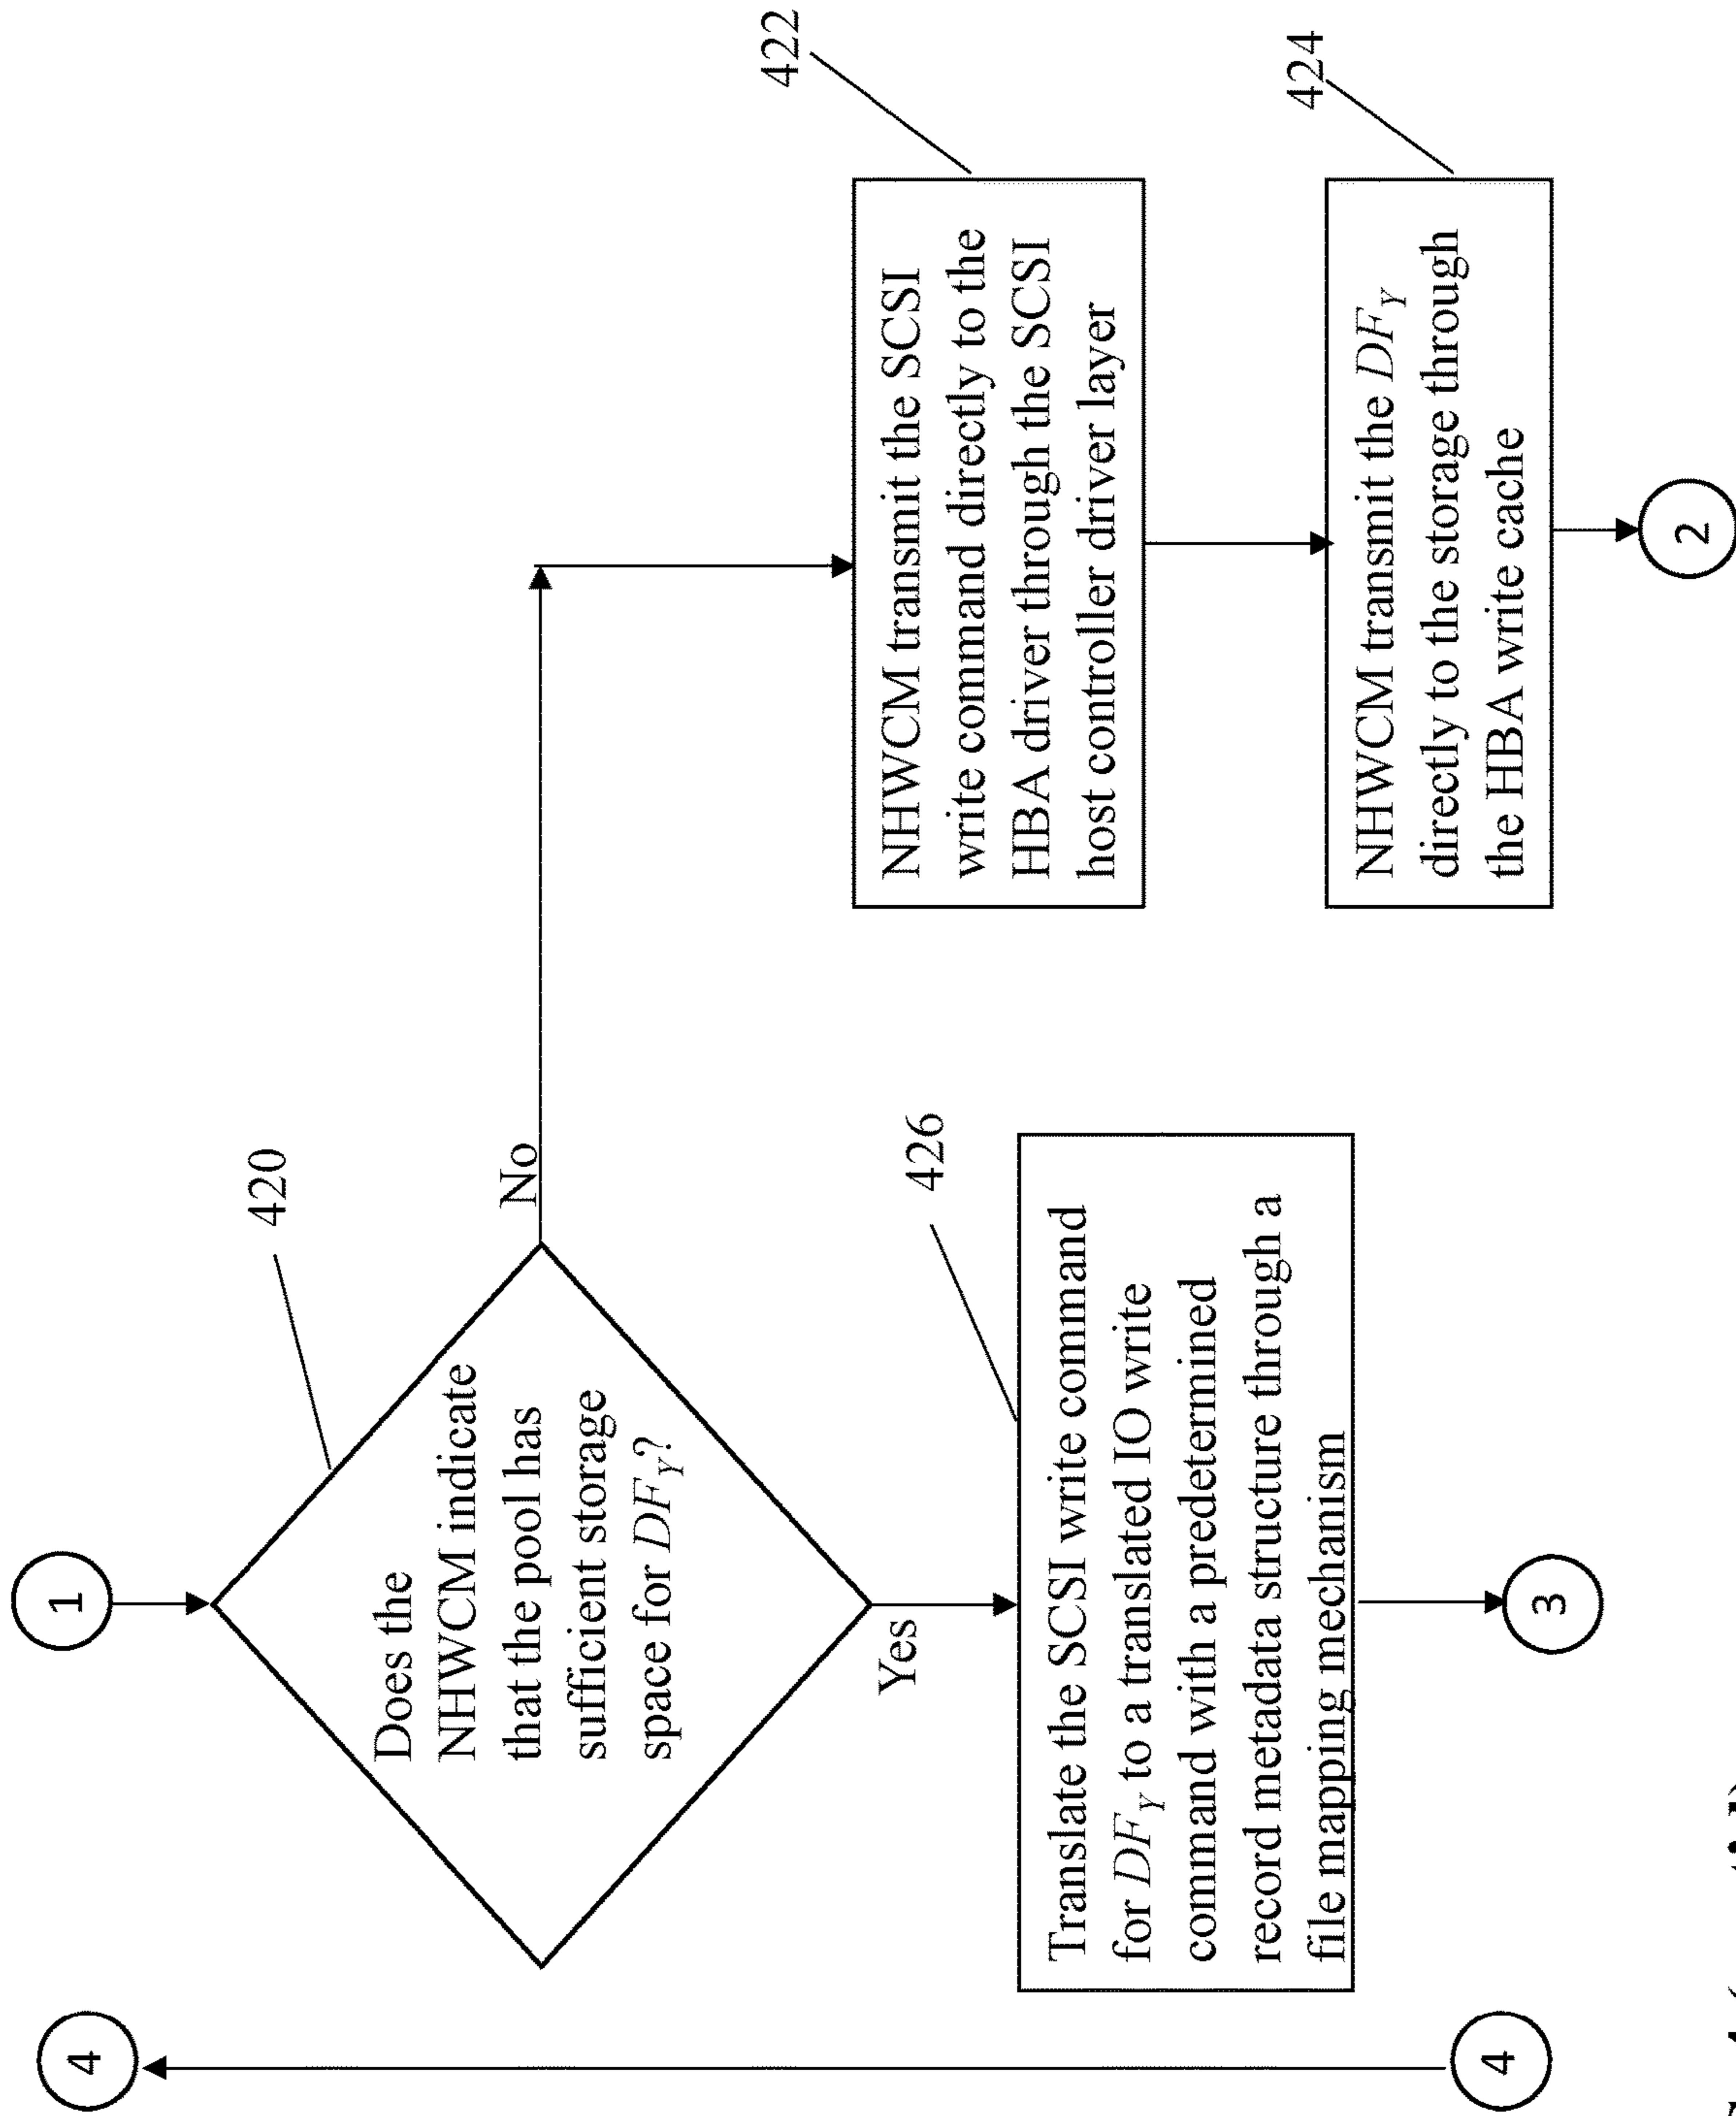 4
1
420
Does the
NHWCM indicate
that the pool has
sufficient storage
space for DF_Y?
No
Yes
422
NHWCM transmit the SCSI
write command directly to the
HBA driver through the SCSI
host controller driver layer
426
Translate the SCSI write command
for DF_Y to a translated IO write
command with a predetermined
record metadata structure through a
file mapping mechanism
424
NHWCM transmit the DF_Y
directly to the storage through
the HBA write cache
4
3
2